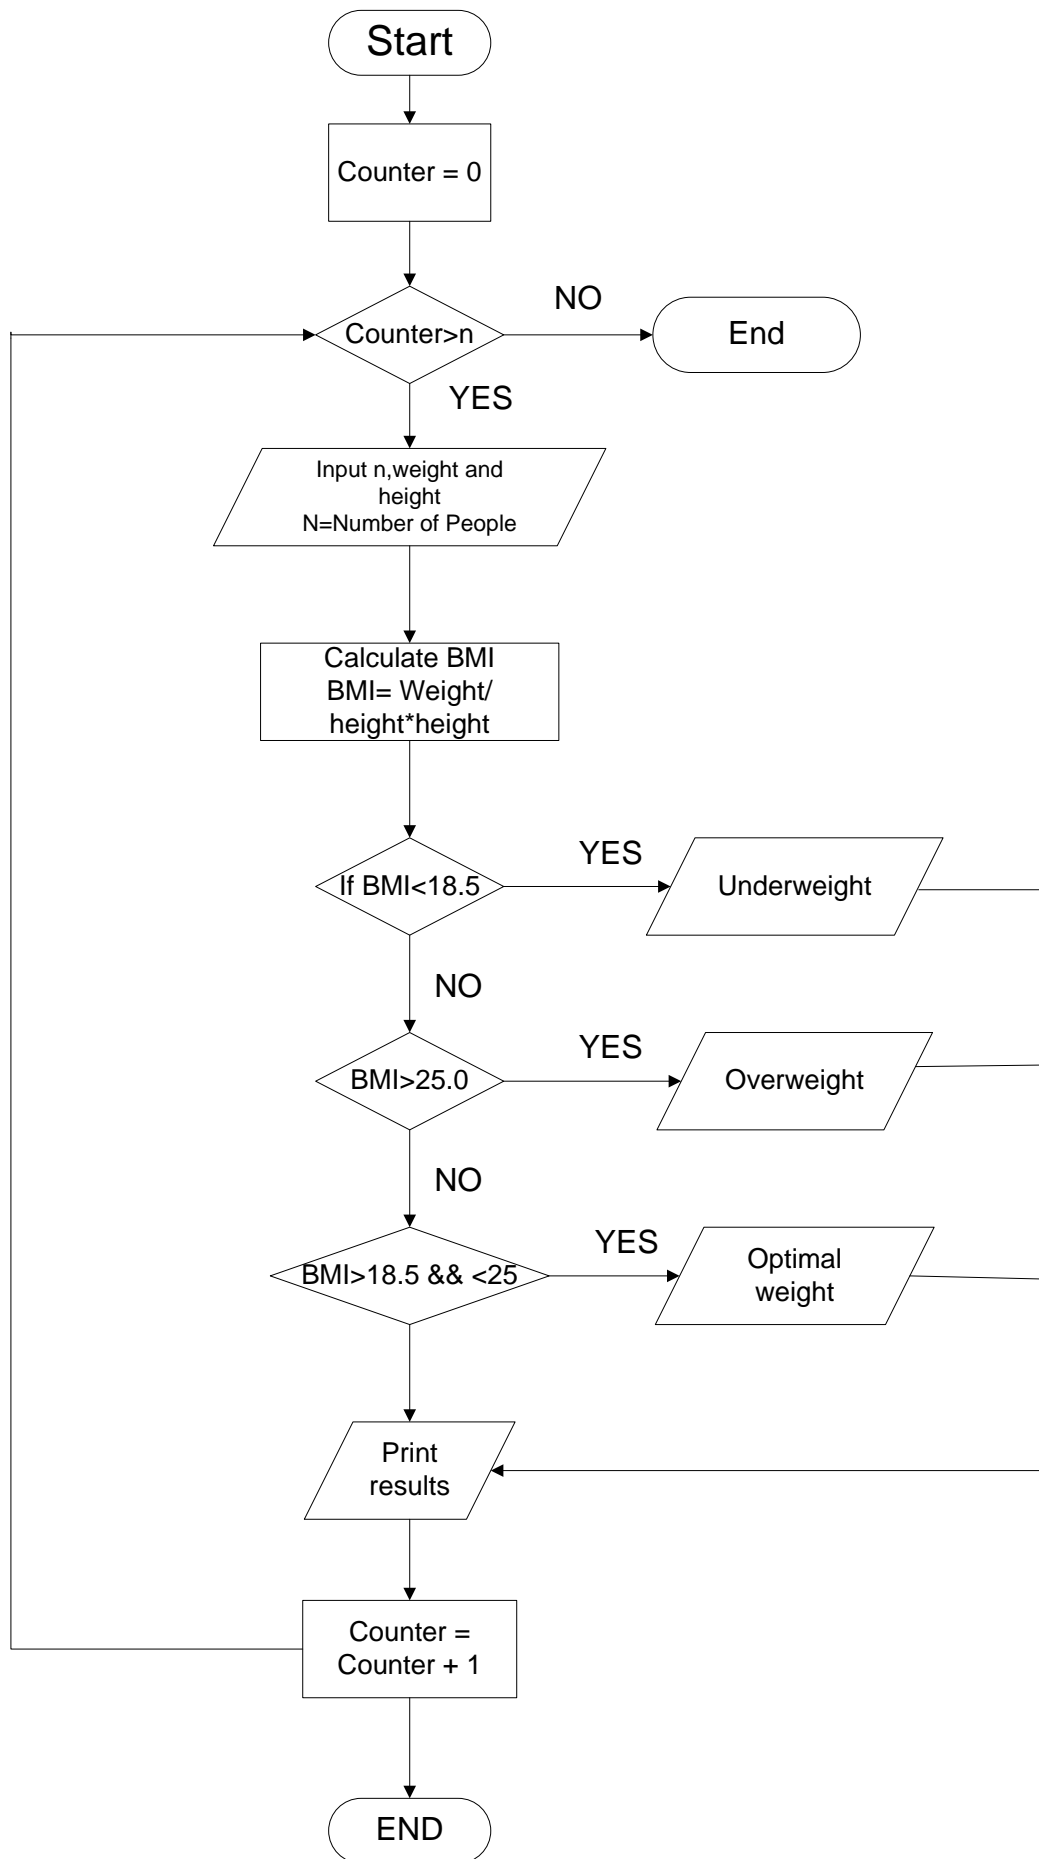 Start
Counter = 0
Counter>n
NO
End
YES
Input n,weight and
height
N=Number of People
Calculate BMI
BMI= Weight/
height*height
If BMI<18.5
YES
Underweight
NO
BMI>25.0
YES
Overweight
NO
BMI>18.5 && <25
YES
Optimal
weight
Print
results
Counter =
Counter + 1
END